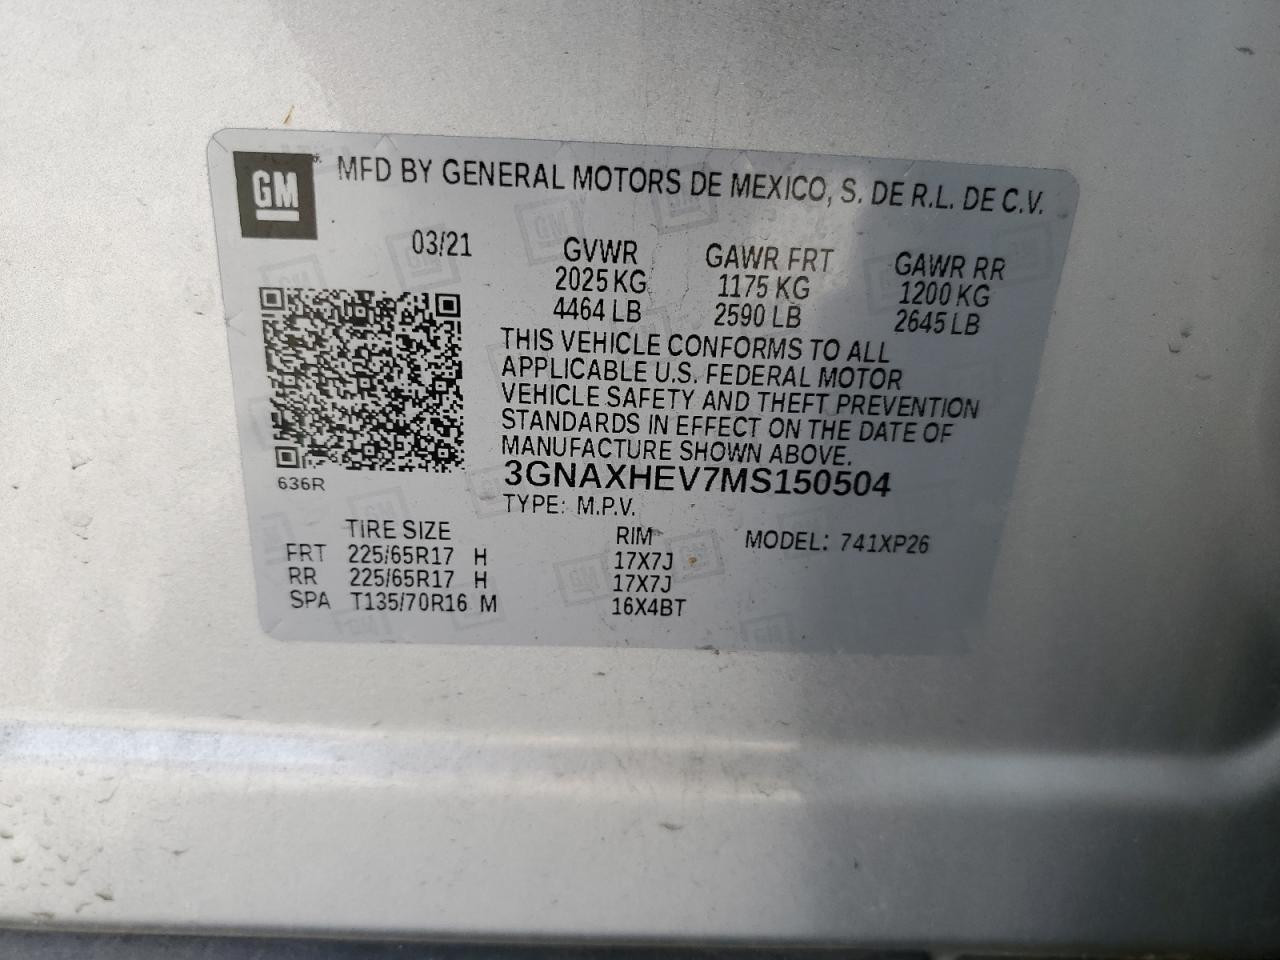 GM MFD BY GENERAL MOTORS DE MEXICO, S. DE R.L. DE C.V.
03/21 GVWR GAWR FRT GAWR RR
2025 KG 1175 KG 1200 KG
4464 LB 2590 LB 2645 LB
THIS VEHICLE CONFORMS TO ALL
APPLICABLE U.S. FEDERAL MOTOR
VEHICLE SAFETY AND THEFT PREVENTION
STANDARDS IN EFFECT ON THE DATE OF
MANUFACTURE SHOWN ABOVE.
3GNAXHEV7MS150504
636R
TYPE: M.P.V.
TIRE SIZE RIM MODEL: 741XP26
FRT 225/65R17 H 17X7J
RR 225/65R17 H 17X7J
SPA T135/70R16 M 16X4BT